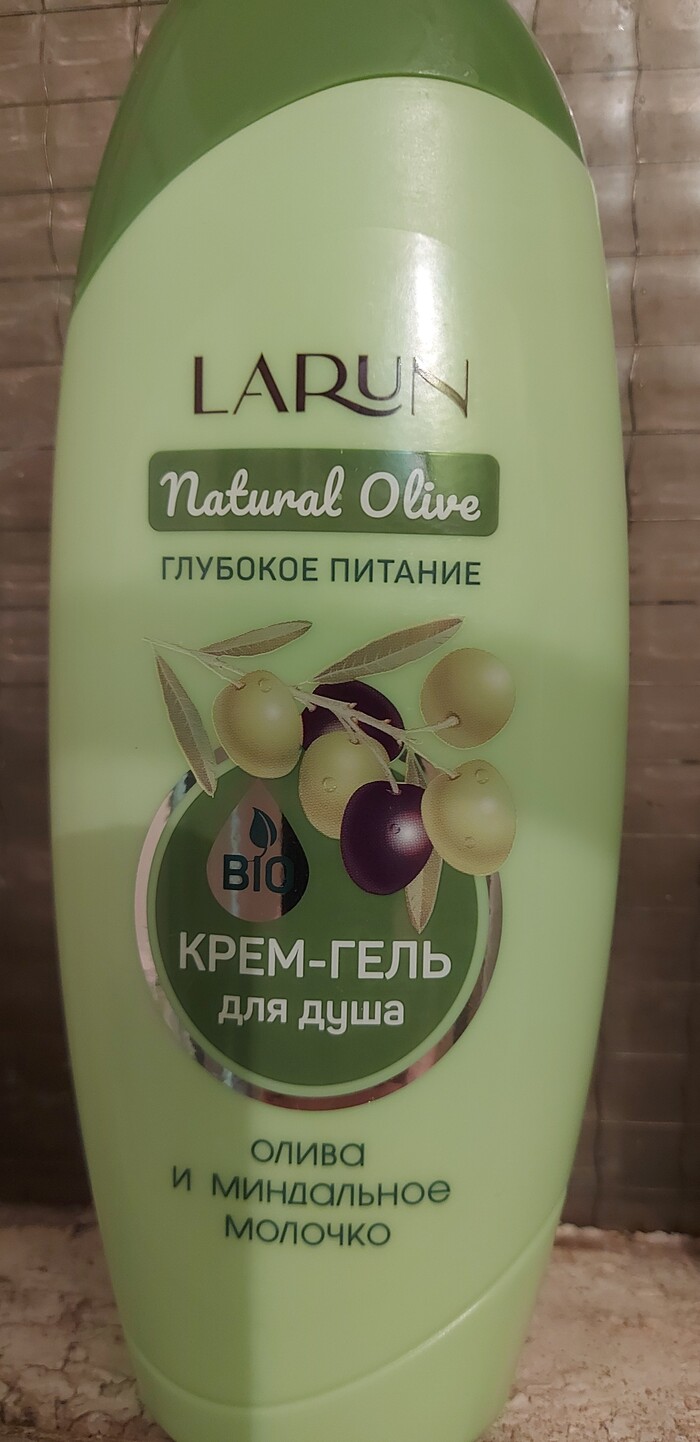 LARUN
Natural Olive
ГЛУБОКОЕ ПИТАНИЕ
BIO
КРЕМ-ГЕЛЬ
для душа
ОЛИВА
И МИНДАЛЬНОЕ
МОЛОЧКО